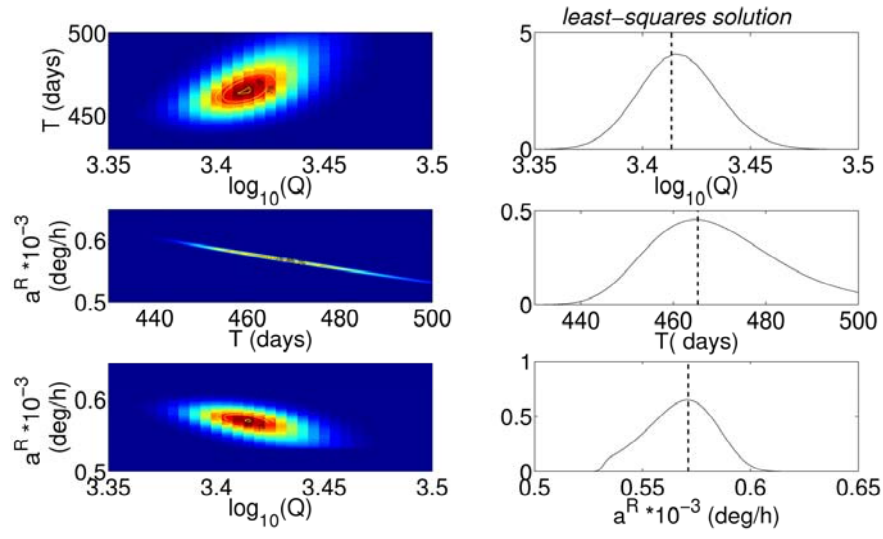 least-squares solution
500
450
T (days)
3.35 3.4 3.45 3.5
log10(Q)
5
0
3.35 3.4 3.45 3.5
log10(Q)
0.6
0.5
a^R *10^-3
(deg/h)
440 460 480 500
T (days)
0.5
0
440 460 480 500
T( days)
0.6
0.5
a^R *10^-3
(deg/h)
3.35 3.4 3.45 3.5
log10(Q)
1
0.5
0
0.5 0.55 0.6 0.65
a^R *10^-3 (deg/h)